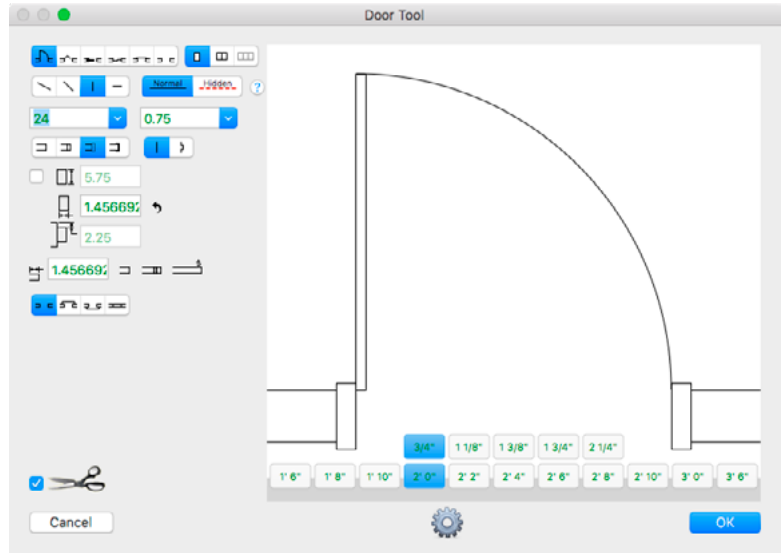 Door Tool
Normal Hidden ?
24 0.75
5.75
1.456692
2.25
1.456692
3/4" 1 1/8" 1 3/8" 1 3/4" 2 1/4"
1' 6" 1' 8" 1' 10" 2' 0" 2' 2" 2' 4" 2' 6" 2' 8" 2' 10" 3' 0" 3' 6"
Cancel OK